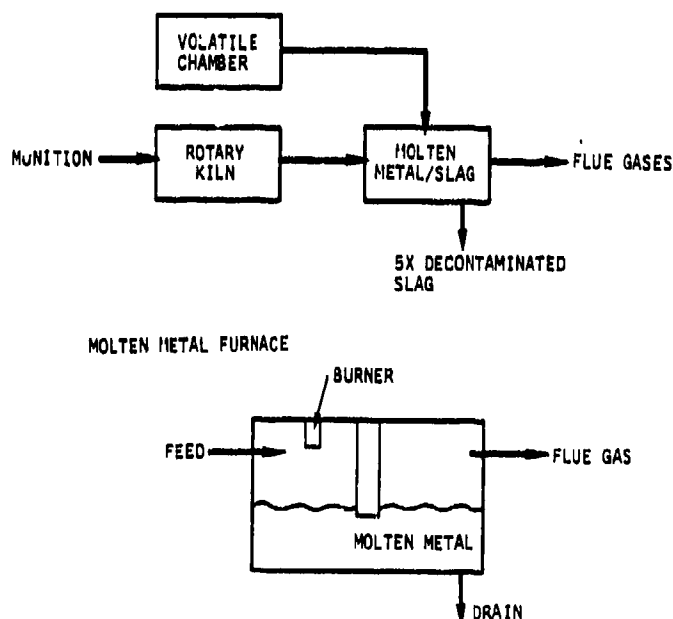 VOLATILE
CHAMBER
MUNITION
ROTARY
KILN
MOLTEN
METAL/SLAG
FLUE GASES
5X DECONTAMINATED
SLAG
MOLTEN METAL FURNACE
BURNER
FEED
FLUE GAS
MOLTEN METAL
DRAIN